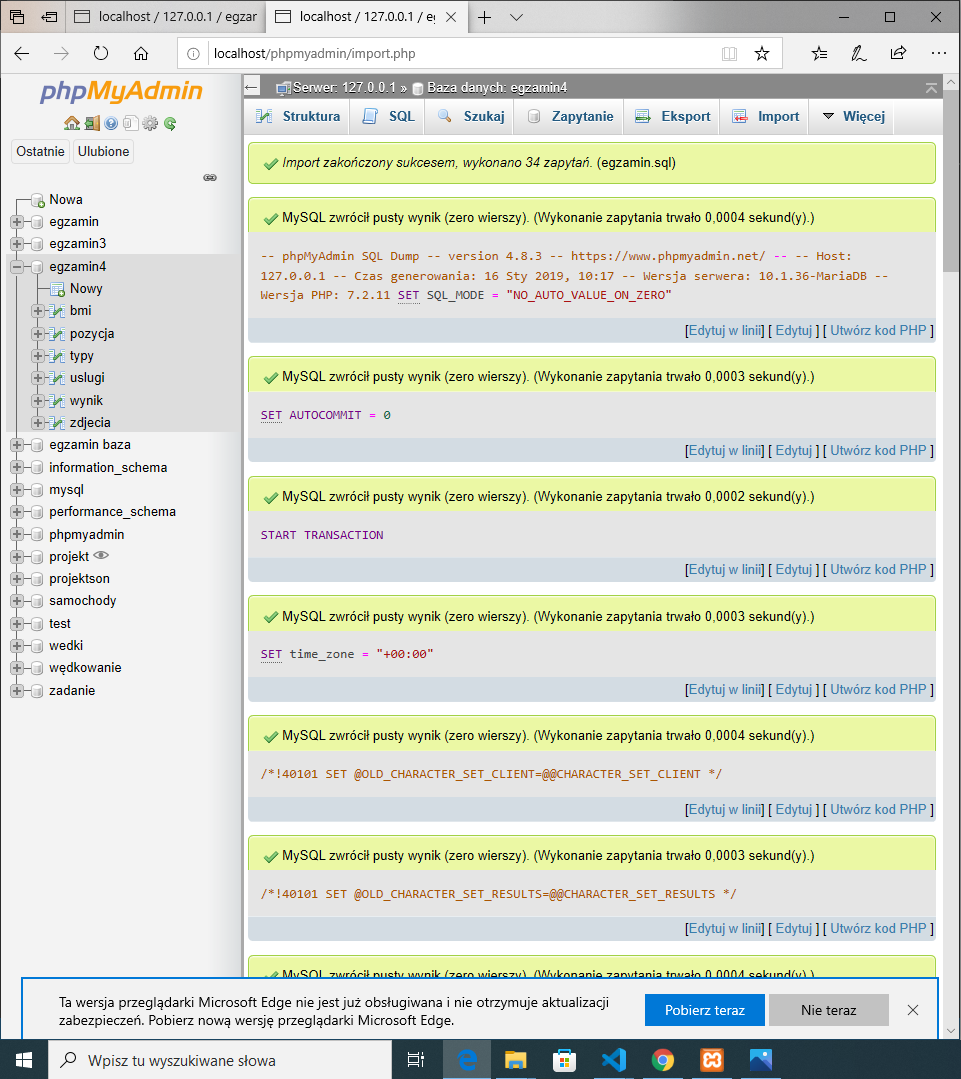 localhost / 127.0.0.1 / egzar
localhost / 127.0.0.1 / eg
localhost/phpmyadmin/import.php
phpMyAdmin
Ostatnie
Ulubione
Nowa
egzamin
egzamin3
egzamin4
Nowy
bmi
pozycja
typy
uslugi
wynik
zdjecia
egzamin baza
information_schema
mysql
performance_schema
phpmyadmin
projekt
projektson
samochody
test
wedki
wędkowanie
zadanie
Serwer: 127.0.0.1 » Baza danych: egzamin4
Struktura
SQL
Szukaj
Zapytanie
Eksport
Import
Więcej
Import zakończony sukcesem, wykonano 34 zapytań. (egzamin.sql)
MySQL zwrócił pusty wynik (zero wierszy). (Wykonanie zapytania trwało 0,0004 sekund(y).)
-- phpMyAdmin SQL Dump -- version 4.8.3 -- https://www.phpmyadmin.net/ -- -- Host:
127.0.0.1 -- Czas generowania: 16 Sty 2019, 10:17 -- Wersja serwera: 10.1.36-MariaDB --
Wersja PHP: 7.2.11 SET SQL_MODE = "NO_AUTO_VALUE_ON_ZERO"
[Edytuj w linii] [ Edytuj ] [ Utwórz kod PHP ]
MySQL zwrócił pusty wynik (zero wierszy). (Wykonanie zapytania trwało 0,0003 sekund(y).)
SET AUTOCOMMIT = 0
[Edytuj w linii] [ Edytuj ] [ Utwórz kod PHP ]
MySQL zwrócił pusty wynik (zero wierszy). (Wykonanie zapytania trwało 0,0002 sekund(y).)
START TRANSACTION
[Edytuj w linii] [ Edytuj ] [ Utwórz kod PHP ]
MySQL zwrócił pusty wynik (zero wierszy). (Wykonanie zapytania trwało 0,0003 sekund(y).)
SET time_zone = "+00:00"
[Edytuj w linii] [ Edytuj ] [ Utwórz kod PHP ]
MySQL zwrócił pusty wynik (zero wierszy). (Wykonanie zapytania trwało 0,0004 sekund(y).)
/*!40101 SET @OLD_CHARACTER_SET_CLIENT=@@CHARACTER_SET_CLIENT */
[Edytuj w linii] [ Edytuj ] [ Utwórz kod PHP ]
MySQL zwrócił pusty wynik (zero wierszy). (Wykonanie zapytania trwało 0,0003 sekund(y).)
/*!40101 SET @OLD_CHARACTER_SET_RESULTS=@@CHARACTER_SET_RESULTS */
[Edytuj w linii] [ Edytuj ] [ Utwórz kod PHP ]
MySQL zwrócił pusty wynik (zero wierszy). (Wykonanie zapytania trwało 0,0004 sekund(y).)
Ta wersja przeglądarki Microsoft Edge nie jest już obsługiwana i nie otrzymuje aktualizacji
zabezpieczeń. Pobierz nową wersję przeglądarki Microsoft Edge.
Pobierz teraz
Nie teraz
Wpisz tu wyszukiwane słowa